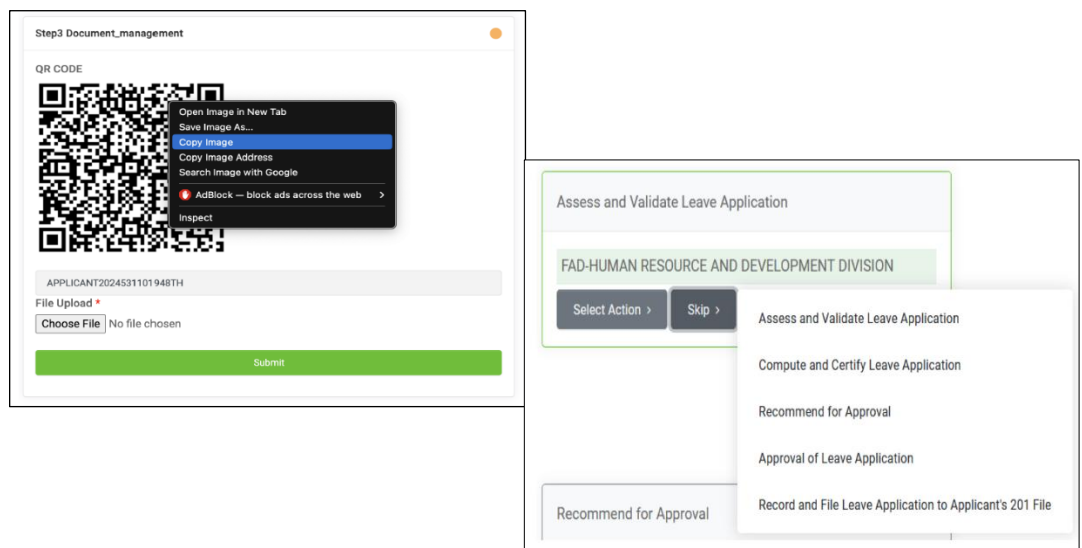 Step3 Document_management
QR CODE
Open Image in New Tab
Save Image As...
Copy Image
Copy Image Address
Search Image with Google
AdBlock — block ads across the web >
Inspect
APPLICANT2024531101948TH
File Upload *
Choose File No file chosen
Submit
Assess and Validate Leave Application
FAD-HUMAN RESOURCE AND DEVELOPMENT DIVISION
Select Action > Skip >
Assess and Validate Leave Application
Compute and Certify Leave Application
Recommend for Approval
Approval of Leave Application
Record and File Leave Application to Applicant's 201 File
Recommend for Approval